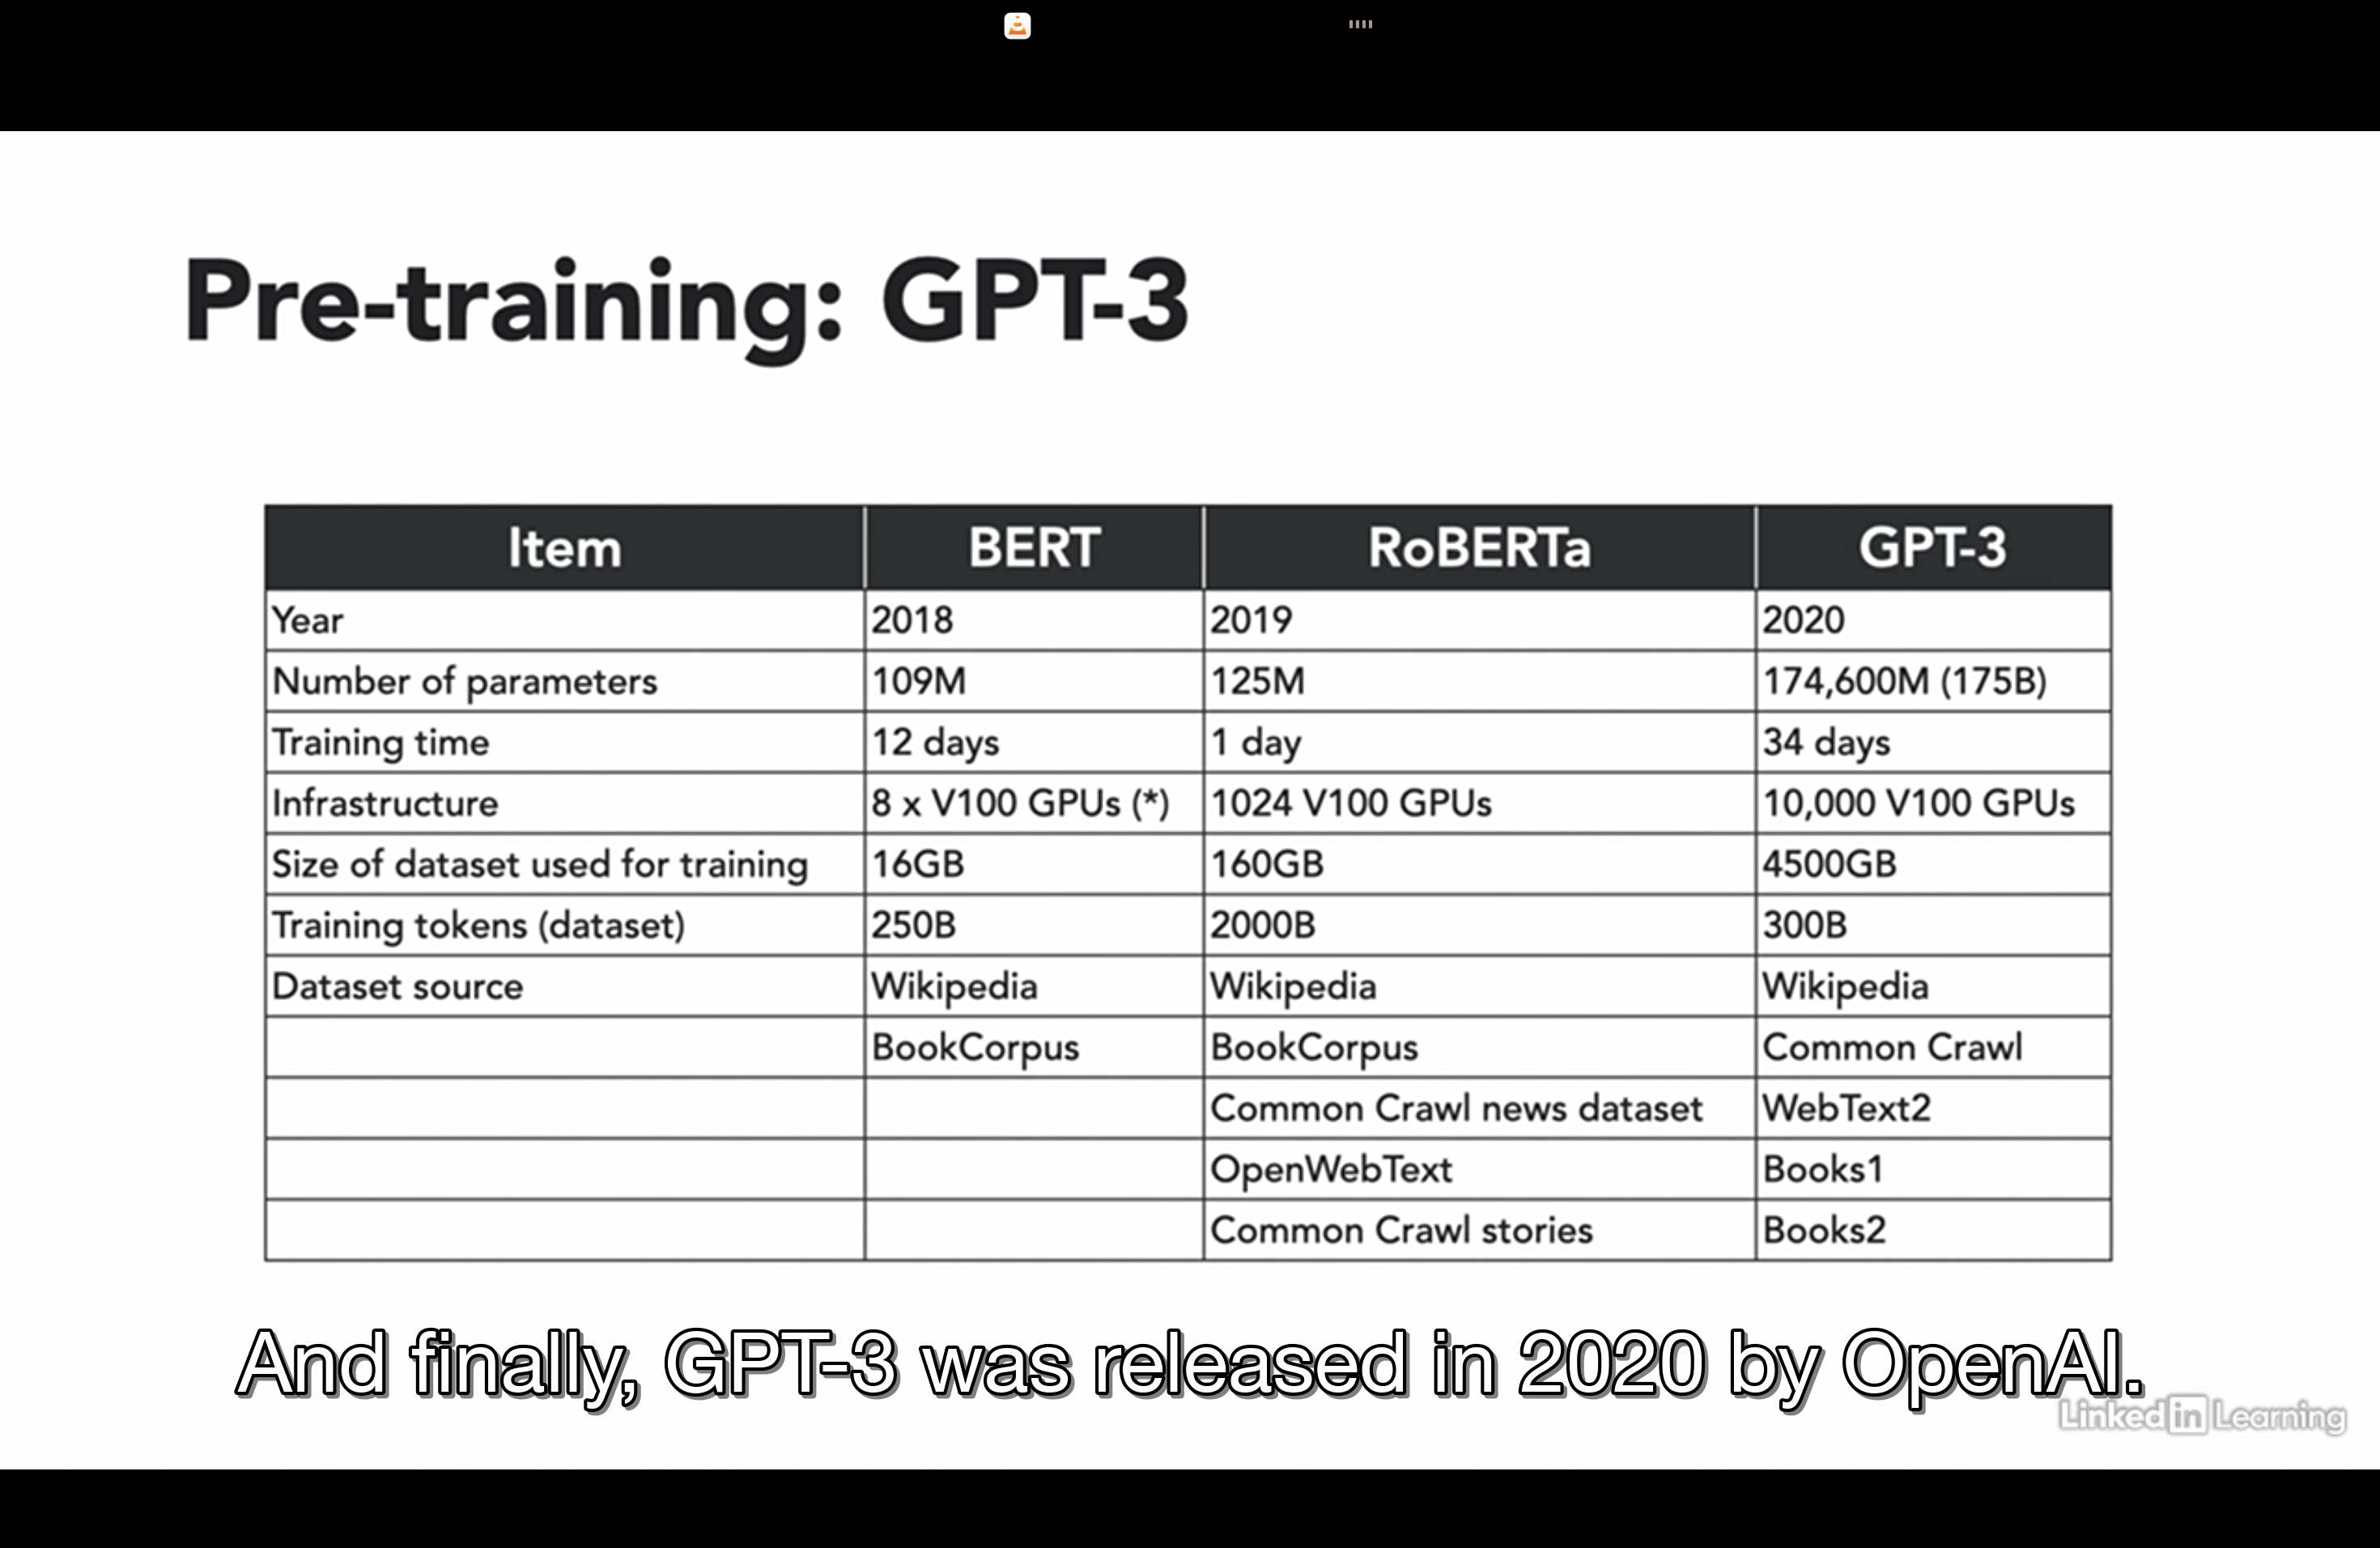 Pre-training: GPT-3
Item BERT RoBERTa GPT-3
Year 2018 2019 2020
Number of parameters 109M 125M 174,600M (175B)
Training time 12 days 1 day 34 days
Infrastructure 8 x V100 GPUs (*) 1024 V100 GPUs 10,000 V100 GPUs
Size of dataset used for training 16GB 160GB 4500GB
Training tokens (dataset) 250B 2000B 300B
Dataset source Wikipedia Wikipedia Wikipedia
BookCorpus BookCorpus Common Crawl
Common Crawl news dataset WebText2
OpenWebText Books1
Common Crawl stories Books2
And finally, GPT-3 was released in 2020 by OpenAI.
Linked in Learning